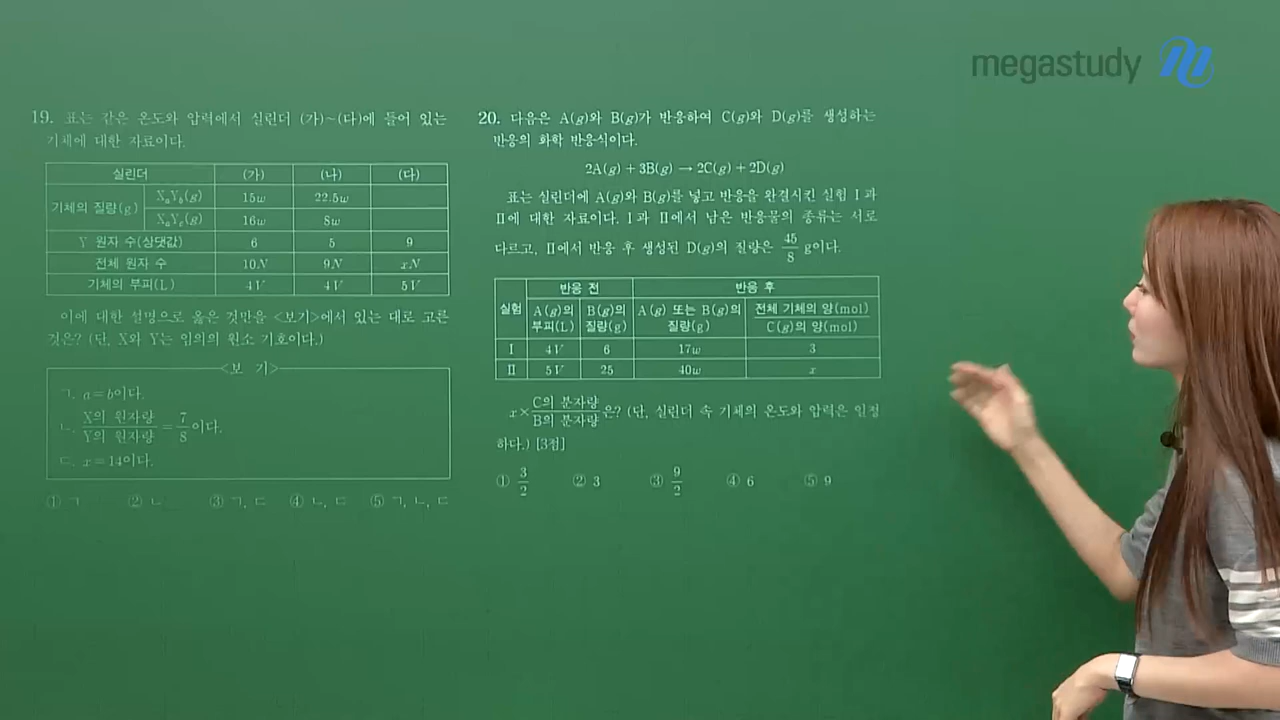 megastudy
19. 표는 같은 온도와 압력에서 실린더 (가)~(다)에 들어 있는
기체에 대한 자료이다.
실린더 (가) (나) (다)
기체의 질량(g) XaYb(g) 15w 22.5w
XaYc(g) 16w 8w
Y 원자 수(상댓값) 6 5 9
전체 원자 수 10N 9N xN
기체의 부피(L) 4V 4V 5V
이에 대한 설명으로 옳은 것만을 <보기>에서 있는 대로 고른
것은? (단, X와 Y는 임의의 원소 기호이다.)
<보 기>
ㄱ. a=b이다.
ㄴ. X의 원자량/Y의 원자량 = 7/8이다.
ㄷ. x=14이다.
① ㄱ ② ㄴ ③ ㄱ, ㄷ ④ ㄴ, ㄷ ⑤ ㄱ, ㄴ, ㄷ
20. 다음은 A(g)와 B(g)가 반응하여 C(g)와 D(g)를 생성하는
반응의 화학 반응식이다.
2A(g)+3B(g) → 2C(g)+2D(g)
표는 실린더에 A(g)와 B(g)를 넣고 반응을 완결시킨 실험 Ⅰ과
Ⅱ에 대한 자료이다. Ⅰ과 Ⅱ에서 남은 반응물의 종류는 서로
다르고, Ⅱ에서 반응 후 생성된 D(g)의 질량은 45/8 g이다.
실험 반응 전 반응 후
A(g)의 부피(L) B(g)의 질량(g) A(g) 또는 B(g)의 질량(g) 전체 기체의 양(mol)/C(g)의 양(mol)
Ⅰ 4V 6 17w 3
Ⅱ 5V 25 40w x
x× C의 분자량/B의 분자량 은? (단, 실린더 속 기체의 온도와 압력은 일정
하다.) [3점]
① 3/2 ② 3 ③ 9/2 ④ 6 ⑤ 9